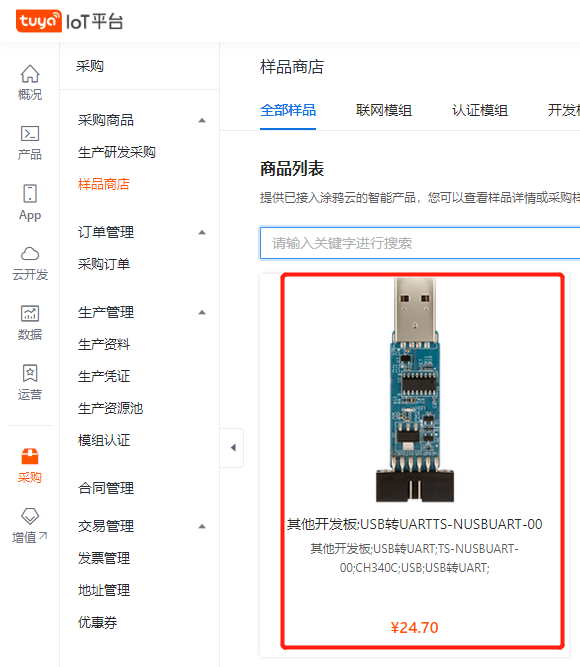 tuya IoT平台
概况
产品
App
云开发
数据
运营
采购
增值
采购
采购商品
生产研发采购
样品商店
订单管理
采购订单
生产管理
生产资料
生产凭证
生产资源池
模组认证
合同管理
交易管理
发票管理
地址管理
优惠券
样品商店
全部样品 联网模组 认证模组 开发
商品列表
提供已接入涂鸦云的智能产品，您可以查看样品详情或采购样
请输入关键字进行搜索
其他开发板;USB转UARTTS-NUSBUART-00
其他开发板;USB转UART;TS-NUSBUART-
00;CH340C;USB;USB转UART;
¥24.70